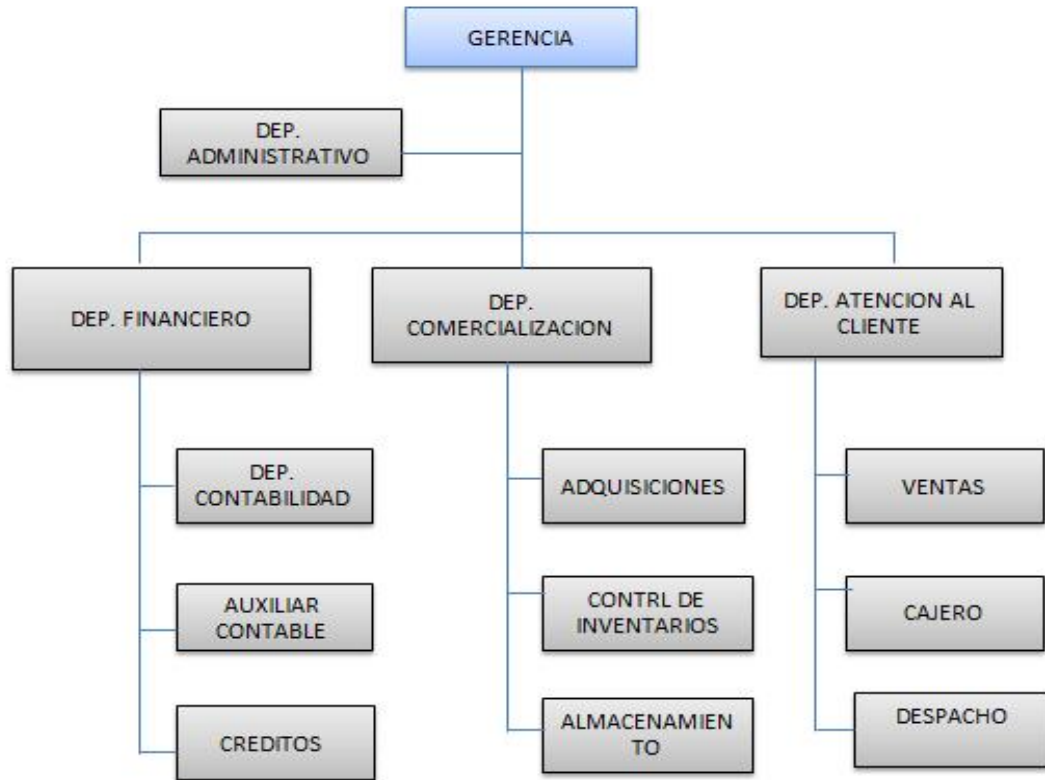 GERENCIA
DEP.
ADMINISTRATIVO
DEP. FINANCIERO
DEP.
COMERCIALIZACION
DEP. ATENCION AL
CLIENTE
DEP.
CONTABILIDAD
ADQUISICIONES
VENTAS
AUXILIAR
CONTABLE
CONTRL DE
INVENTARIOS
CAJERO
CREDITOS
ALMACENAMIEN
TO
DESPACHO